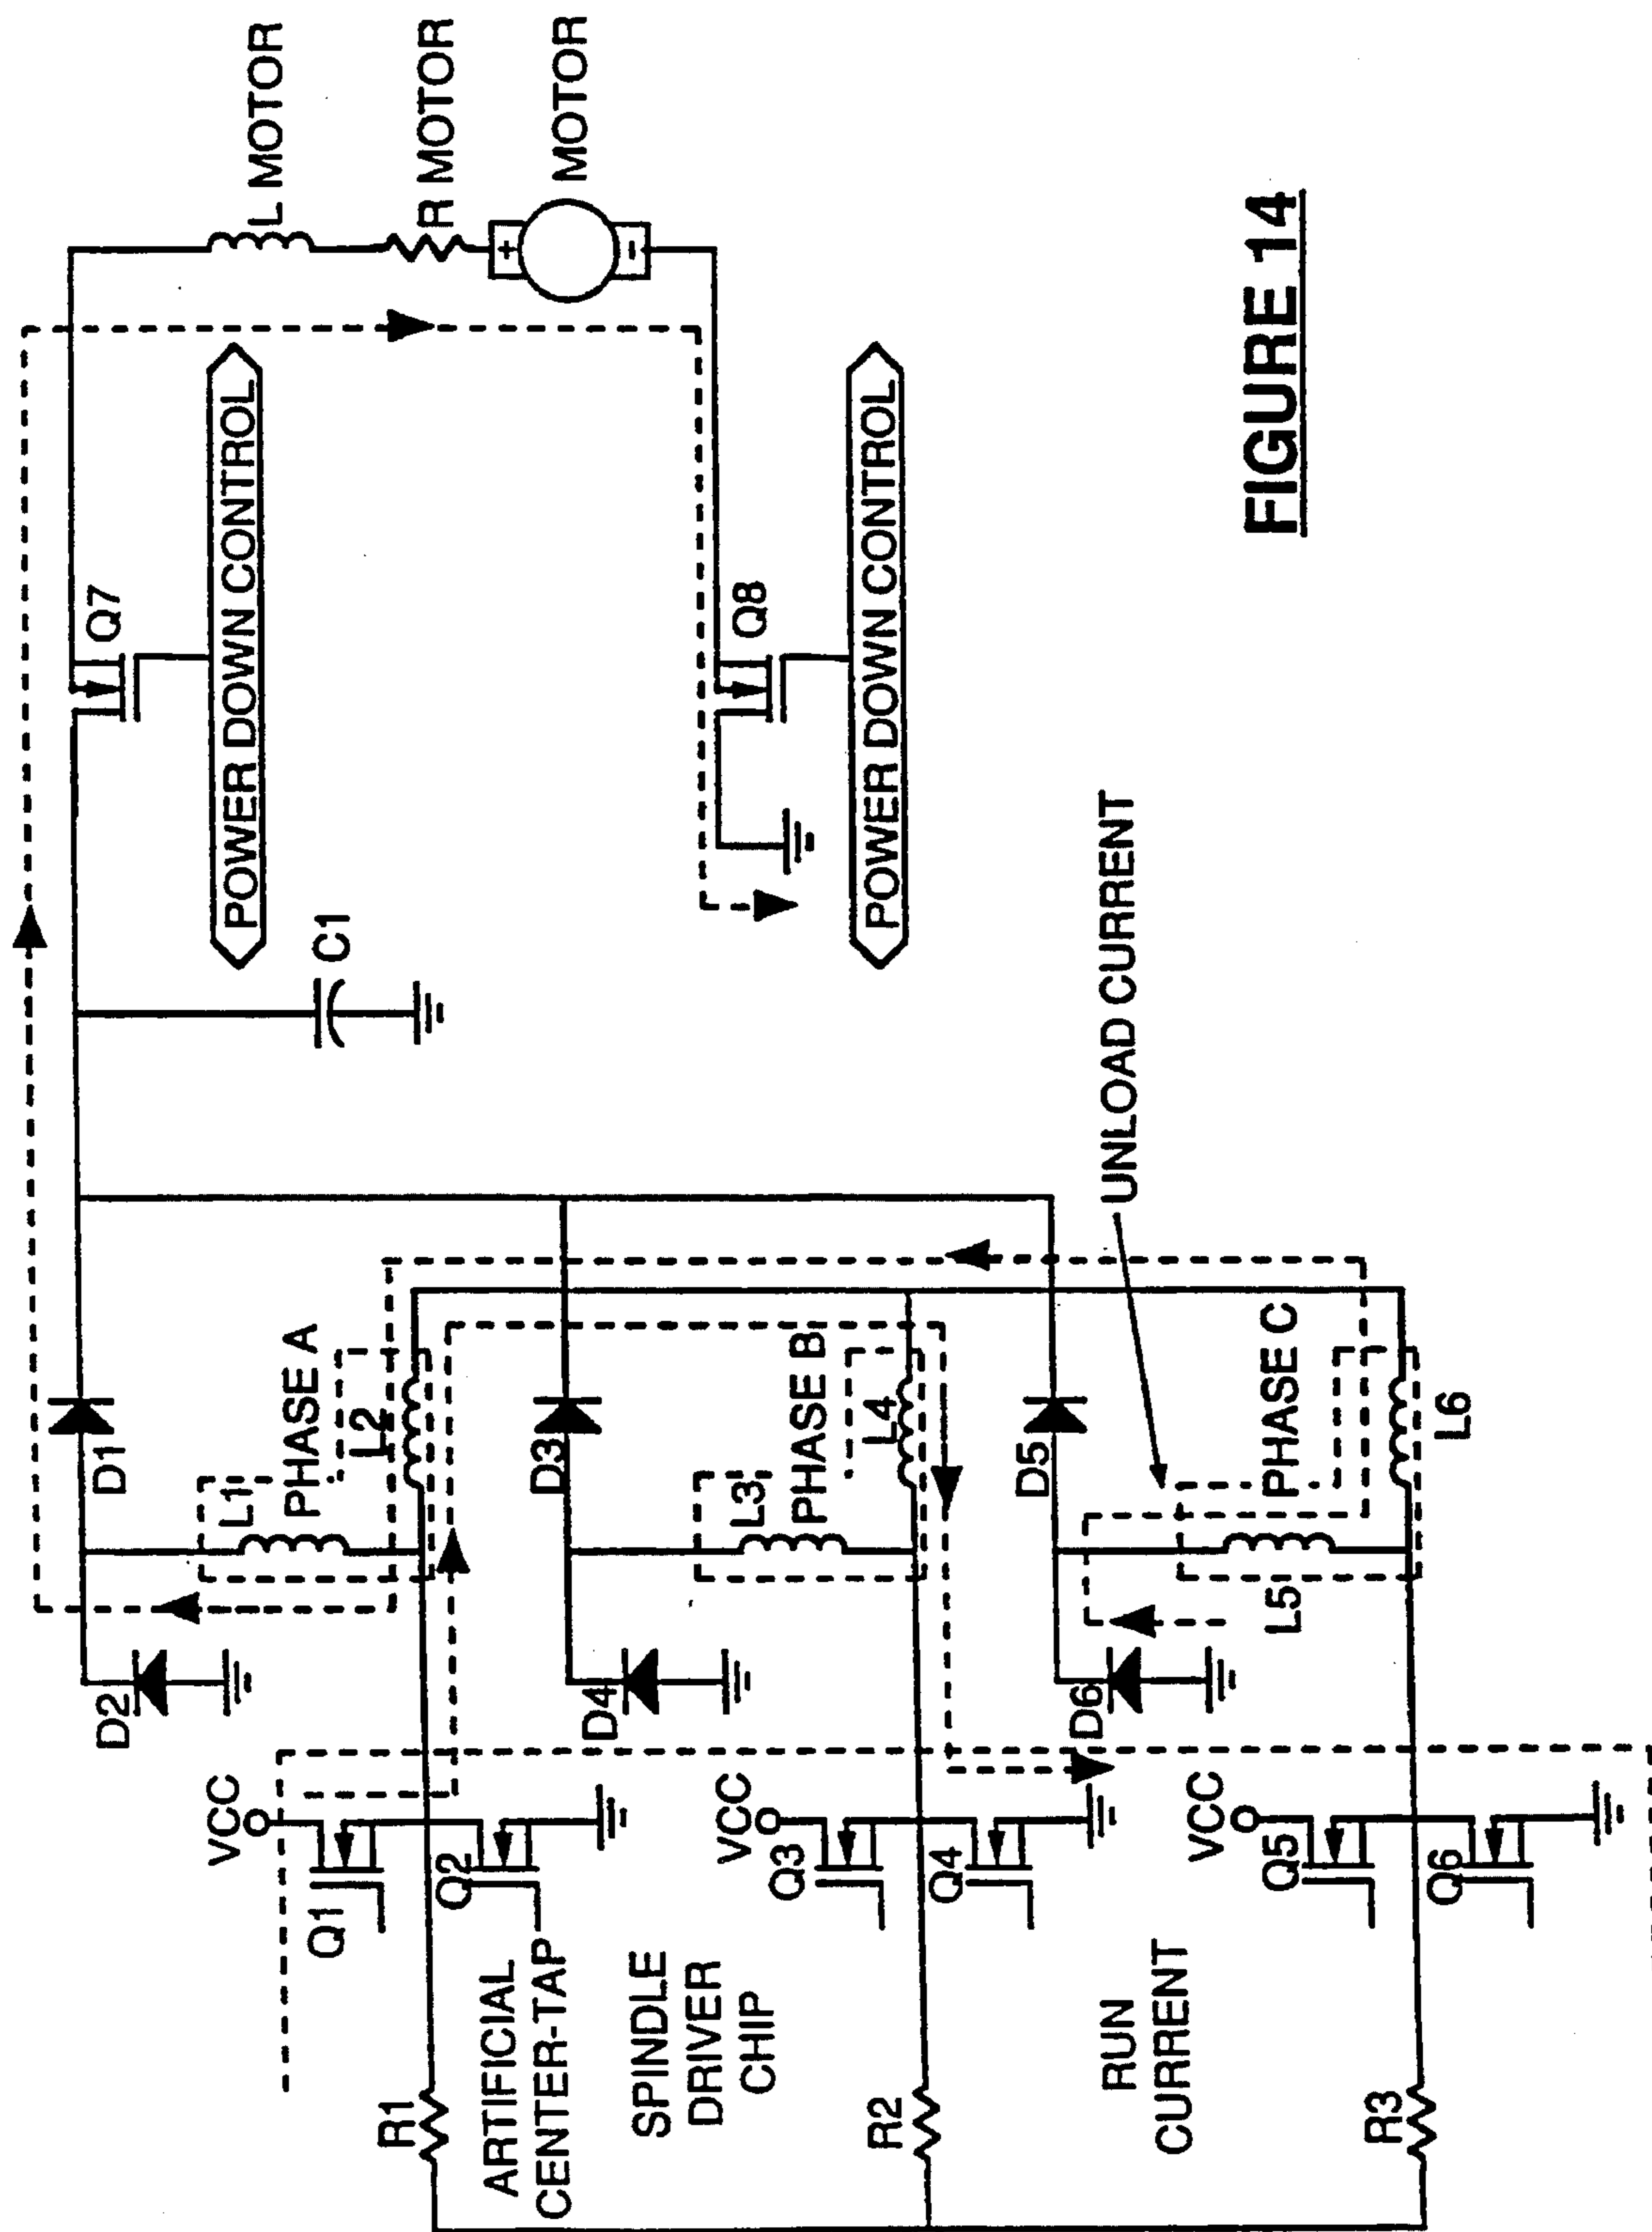 L MOTOR
R MOTOR
MOTOR
+
-
Q7
POWER DOWN CONTROL
Q8
POWER DOWN CONTROL
C1
UNLOAD CURRENT
D1
D2
L1
PHASE A
L2
D3
D4
L3
PHASE B
L4
D5
D6
L5
PHASE C
L6
VCC
Q1
Q2
VCC
Q3
Q4
VCC
Q5
Q6
R1
ARTIFICIAL
CENTER-TAP
SPINDLE
DRIVER
CHIP
R2
RUN
CURRENT
R3
FIGURE 14